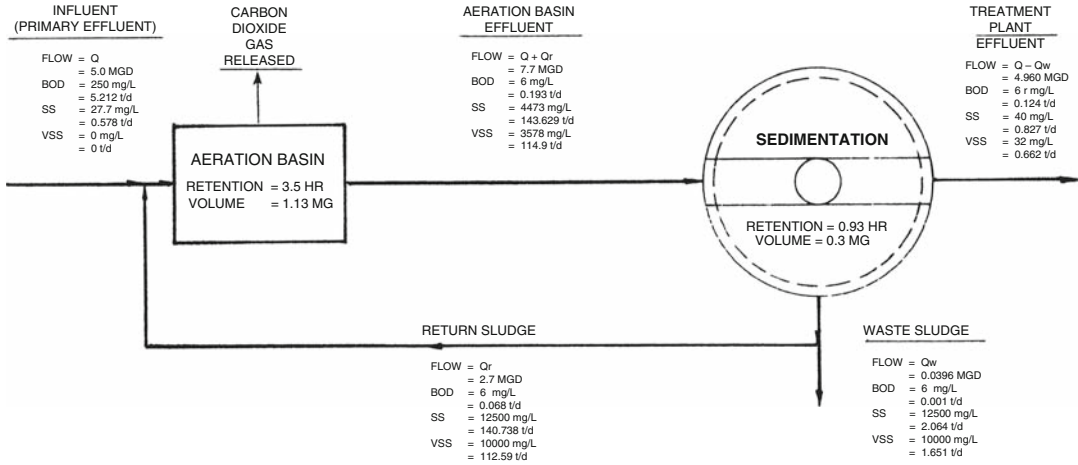 INFLUENT
(PRIMARY EFFLUENT)
FLOW = Q
= 5.0 MGD
BOD = 250 mg/L
= 5.212 t/d
SS = 27.7 mg/L
= 0.578 t/d
VSS = 0 mg/L
= 0 t/d
CARBON
DIOXIDE
GAS
RELEASED
AERATION BASIN
EFFLUENT
FLOW = Q + Qr
= 7.7 MGD
BOD = 6 mg/L
= 0.193 t/d
SS = 4473 mg/L
= 143.629 t/d
VSS = 3578 mg/L
= 114.9 t/d
TREATMENT
PLANT
EFFLUENT
FLOW = Q – Qw
= 4.960 MGD
BOD = 6 r mg/L
= 0.124 t/d
SS = 40 mg/L
= 0.827 t/d
VSS = 32 mg/L
= 0.662 t/d
AERATION BASIN
RETENTION = 3.5 HR
VOLUME = 1.13 MG
SEDIMENTATION
RETENTION = 0.93 HR
VOLUME = 0.3 MG
RETURN SLUDGE
FLOW = Qr
= 2.7 MGD
BOD = 6 mg/L
= 0.068 t/d
SS = 12500 mg/L
= 140.738 t/d
VSS = 10000 mg/L
= 112.59 t/d
WASTE SLUDGE
FLOW = Qw
= 0.0396 MGD
BOD = 6 mg/L
= 0.001 t/d
SS = 12500 mg/L
= 2.064 t/d
VSS = 10000 mg/L
= 1.651 t/d